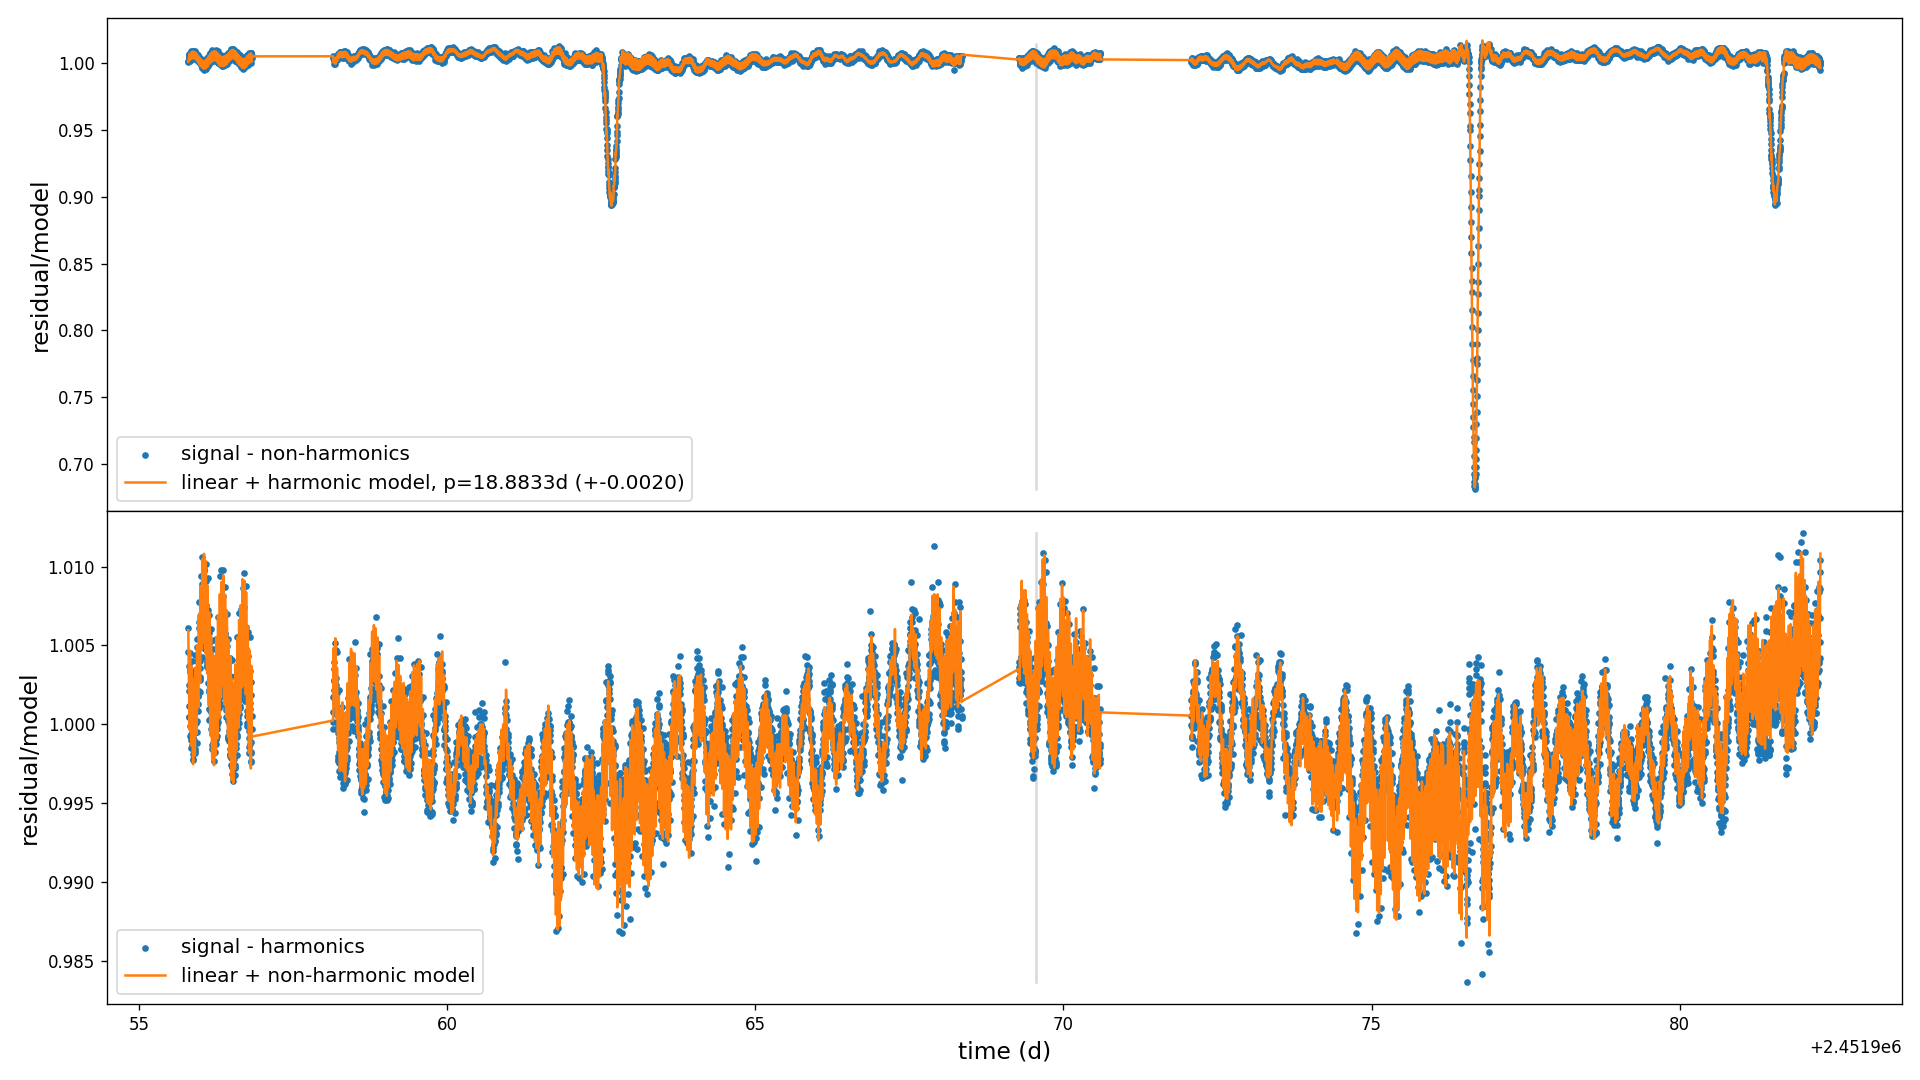 residual/model
1.00
0.95
0.90
0.85
0.80
0.75
0.70
signal - non-harmonics
linear + harmonic model, p=18.8833d (+-0.0020)
residual/model
1.010
1.005
1.000
0.995
0.990
0.985
signal - harmonics
linear + non-harmonic model
55 60 65 70 75 80
time (d)
+2.4519e6